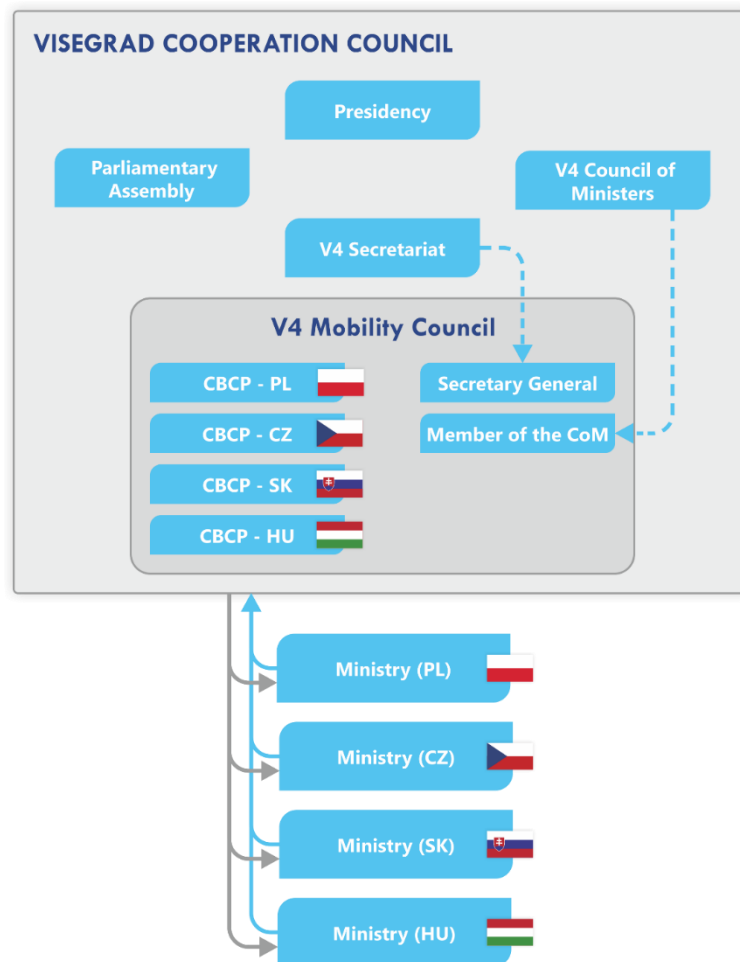 VISEGRAD COOPERATION COUNCIL
Presidency
Parliamentary
Assembly
V4 Council of
Ministers
V4 Secretariat
V4 Mobility Council
CBCP - PL
Secretary General
CBCP - CZ
Member of the CoM
CBCP - SK
CBCP - HU
Ministry (PL)
Ministry (CZ)
Ministry (SK)
Ministry (HU)